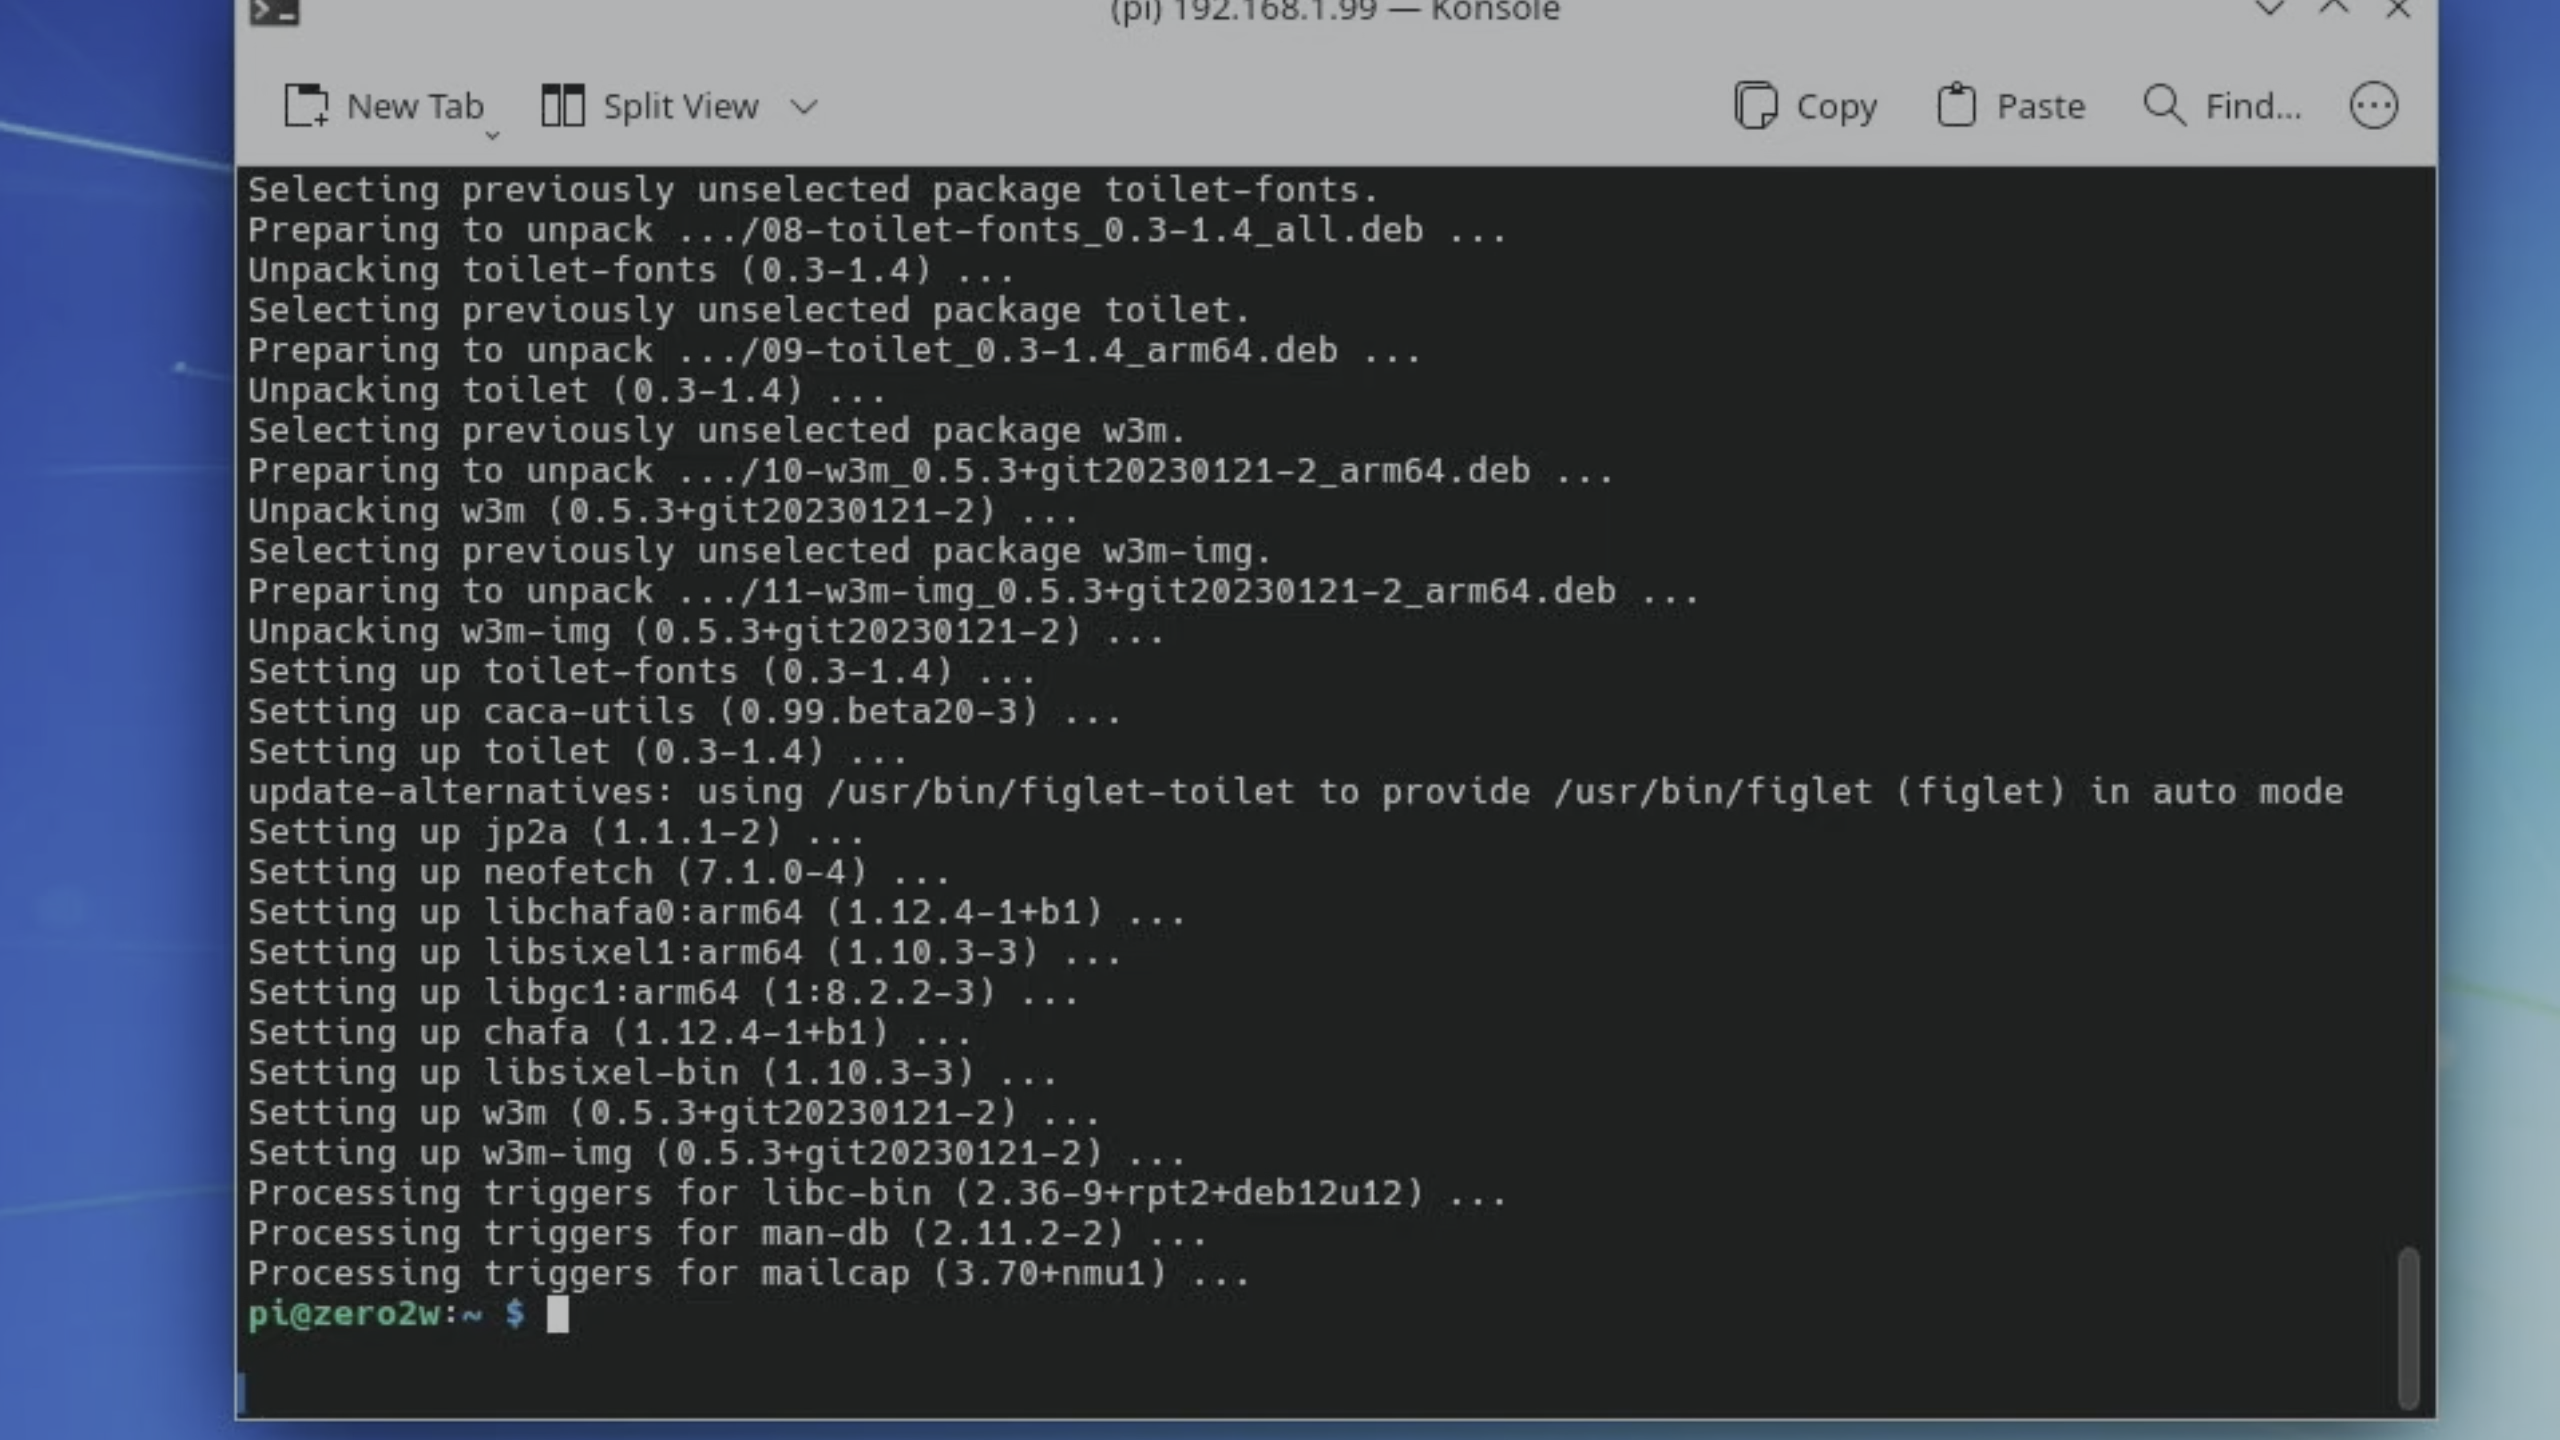 (pi) 192.168.1.99 — Konsole
New Tab Split View Copy Paste Find...
Selecting previously unselected package toilet-fonts.
Preparing to unpack .../08-toilet-fonts_0.3-1.4_all.deb ...
Unpacking toilet-fonts (0.3-1.4) ...
Selecting previously unselected package toilet.
Preparing to unpack .../09-toilet_0.3-1.4_arm64.deb ...
Unpacking toilet (0.3-1.4) ...
Selecting previously unselected package w3m.
Preparing to unpack .../10-w3m_0.5.3+git20230121-2_arm64.deb ...
Unpacking w3m (0.5.3+git20230121-2) ...
Selecting previously unselected package w3m-img.
Preparing to unpack .../11-w3m-img_0.5.3+git20230121-2_arm64.deb ...
Unpacking w3m-img (0.5.3+git20230121-2) ...
Setting up toilet-fonts (0.3-1.4) ...
Setting up caca-utils (0.99.beta20-3) ...
Setting up toilet (0.3-1.4) ...
update-alternatives: using /usr/bin/figlet-toilet to provide /usr/bin/figlet (figlet) in auto mode
Setting up jp2a (1.1.1-2) ...
Setting up neofetch (7.1.0-4) ...
Setting up libchafa0:arm64 (1.12.4-1+b1) ...
Setting up libsixel1:arm64 (1.10.3-3) ...
Setting up libgc1:arm64 (1:8.2.2-3) ...
Setting up chafa (1.12.4-1+b1) ...
Setting up libsixel-bin (1.10.3-3) ...
Setting up w3m (0.5.3+git20230121-2) ...
Setting up w3m-img (0.5.3+git20230121-2) ...
Processing triggers for libc-bin (2.36-9+rpt2+deb12u12) ...
Processing triggers for man-db (2.11.2-2) ...
Processing triggers for mailcap (3.70+nmu1) ...
pi@zero2w:~ $